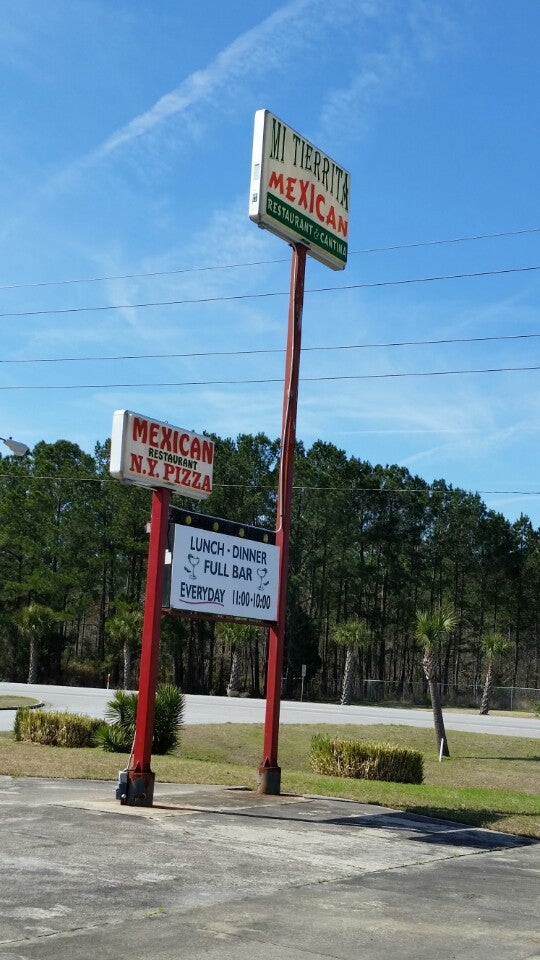 MI TIERRITA
MEXICAN
RESTAURANT & CANTINA
MEXICAN
RESTAURANT
N.Y. PIZZA
LUNCH • DINNER
FULL BAR
EVERYDAY 11:00-10:00